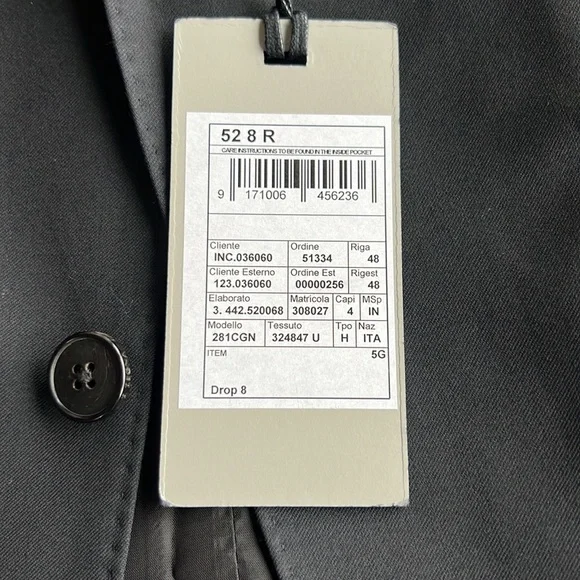 52 8 R
CARE INSTRUCTIONS TO BE FOUND IN THE INSIDE POCKET
9 171006 456236
Cliente Ordine Riga
INC.036060 51334 48
Cliente Esterno Ordine Est Rigest
123.036060 00000256 48
Elaborato Matricola Capi MSp
3. 442.520068 308027 4 IN
Modello Tessuto Tpo Naz
281CGN 324847 U H ITA
ITEM 5G
Drop 8